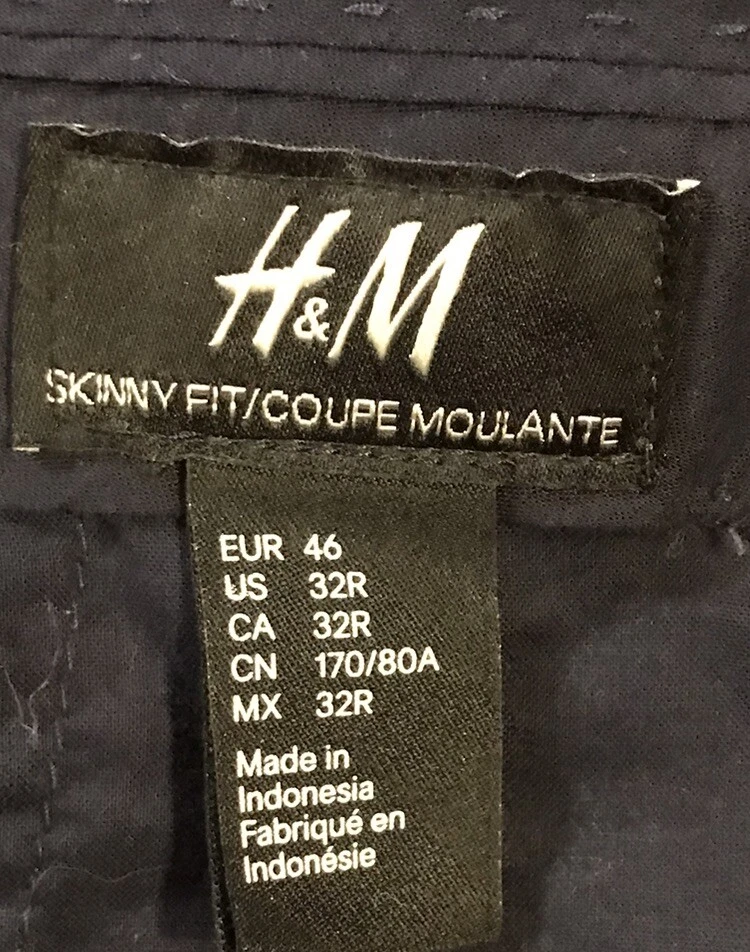 H&M
SKINNY FIT/COUPE MOULANTE
EUR 46
US 32R
CA 32R
CN 170/80A
MX 32R
Made in
Indonesia
Fabriqué en
Indonésie